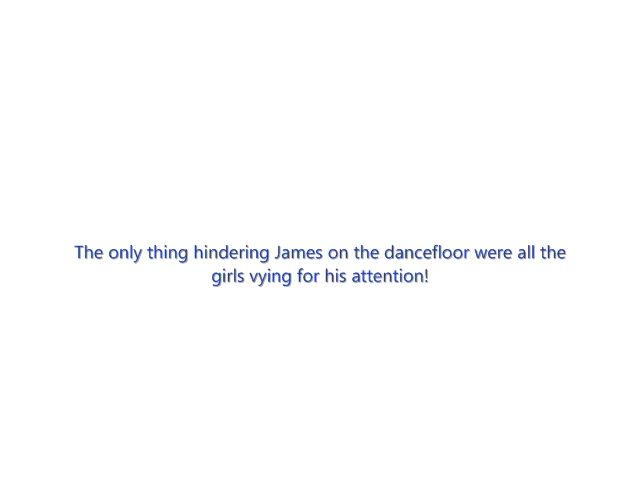 The only thing hindering James on the dancefloor were all the
girls vying for his attention!